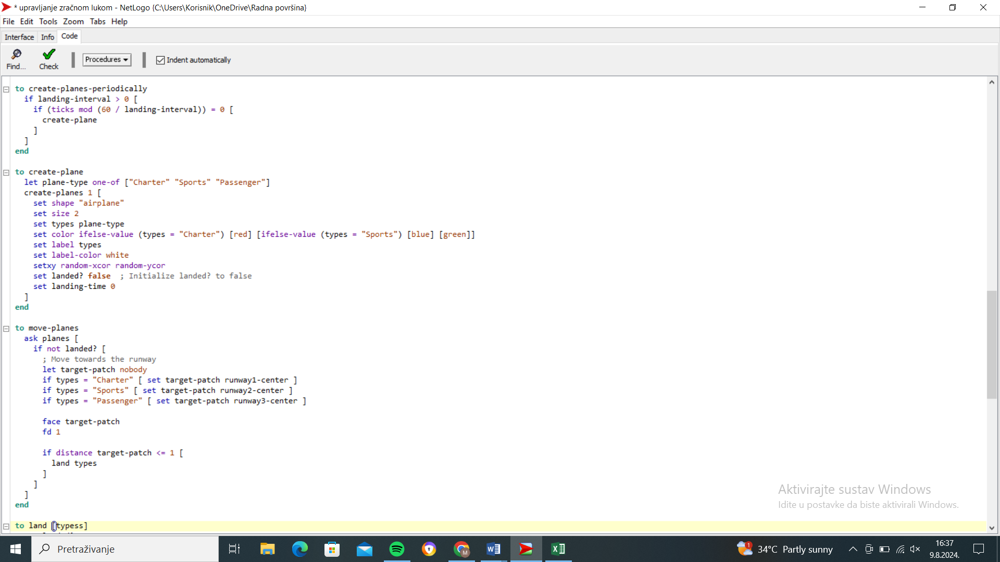 * upravljanje zračnom lukom - NetLogo {C:\Users\Korisnik\OneDrive\Radna površina}
File Edit Tools Zoom Tabs Help
Interface Info Code
Find... Check Procedures Indent automatically
to create-planes-periodically
  if landing-interval > 0 [
    if (ticks mod (60 / landing-interval)) = 0 [
      create-plane
    ]
  ]
end
to create-plane
  let plane-type one-of ["Charter" "Sports" "Passenger"]
  create-planes 1 [
    set shape "airplane"
    set size 2
    set types plane-type
    set color ifelse-value (types = "Charter") [red] [ifelse-value (types = "Sports") [blue] [green]]
    set label types
    set label-color white
    setxy random-xcor random-ycor
    set landed? false  ; Initialize landed? to false
    set landing-time 0
  ]
end
to move-planes
  ask planes [
    if not landed? [
      ; Move towards the runway
      let target-patch nobody
      if types = "Charter" [ set target-patch runway1-center ]
      if types = "Sports" [ set target-patch runway2-center ]
      if types = "Passenger" [ set target-patch runway3-center ]
      face target-patch
      fd 1
      if distance target-patch <= 1 [
        land types
      ]
    ]
  ]
end
to land [typess]
Aktivirajte sustav Windows
Idite u postavke da biste aktivirali Windows.
Pretraživanje
34°C Partly sunny
16:37
9.8.2024.